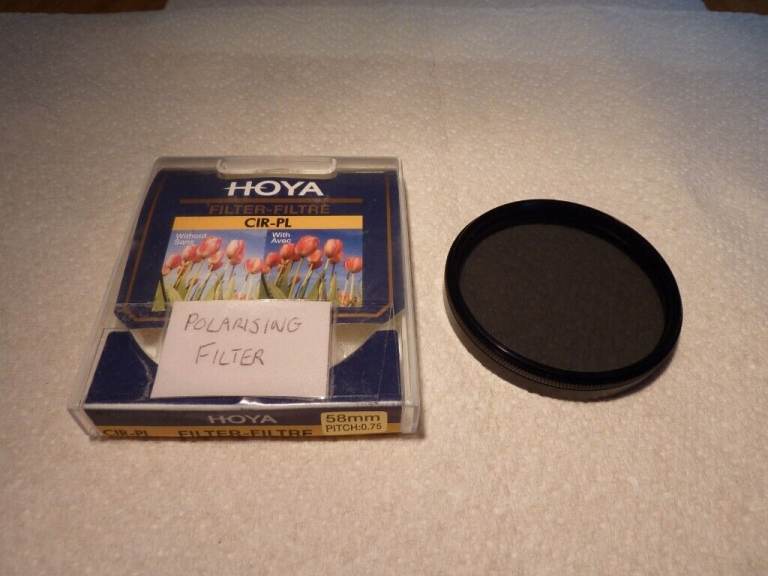 HOYA
FILTER-FILTRE
CIR-PL
Without
Sans
With
Avec
POLARISING
FILTER
HOYA
58mm
CIR-PL FILTER-FILTRE PITCH:0.75